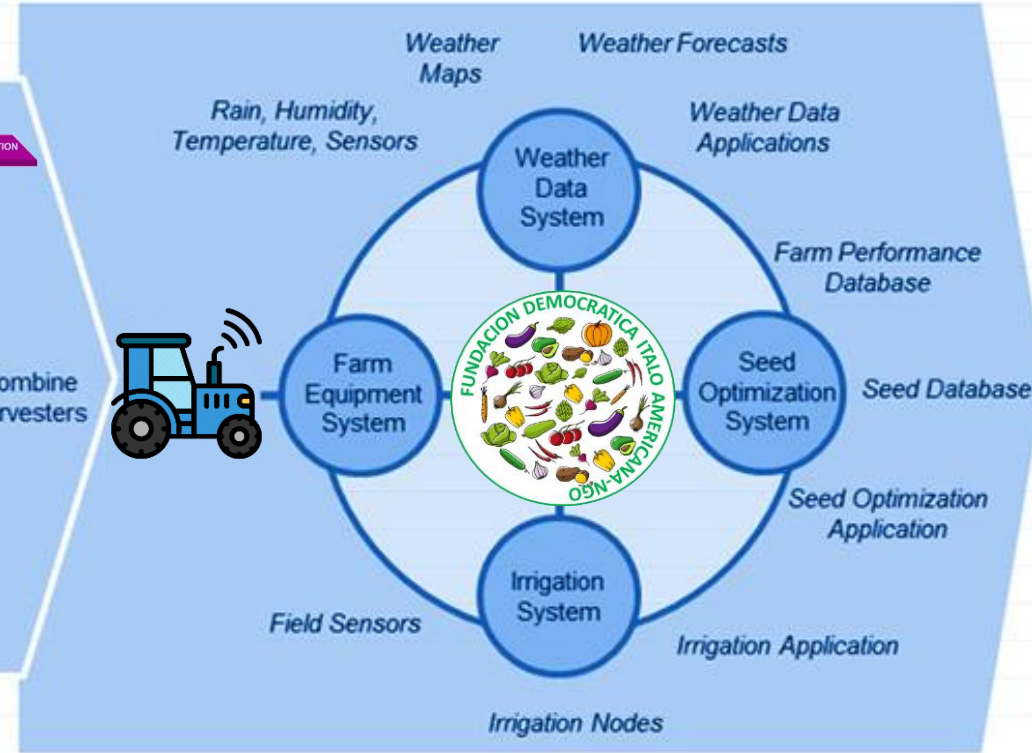 Weather
Maps
Weather Forecasts
Rain, Humidity,
Temperature, Sensors
Weather Data
Applications
TION
Weather
Data
System
Farm Performance
Database
FUNDACION DEMOCRATICA ITALO AMERICANA-NGO
ombine
rvesters
Farm
Equipment
System
Seed
Optimization
System
Seed Database
Seed Optimization
Application
Irrigation
System
Field Sensors
Irrigation Application
Irrigation Nodes